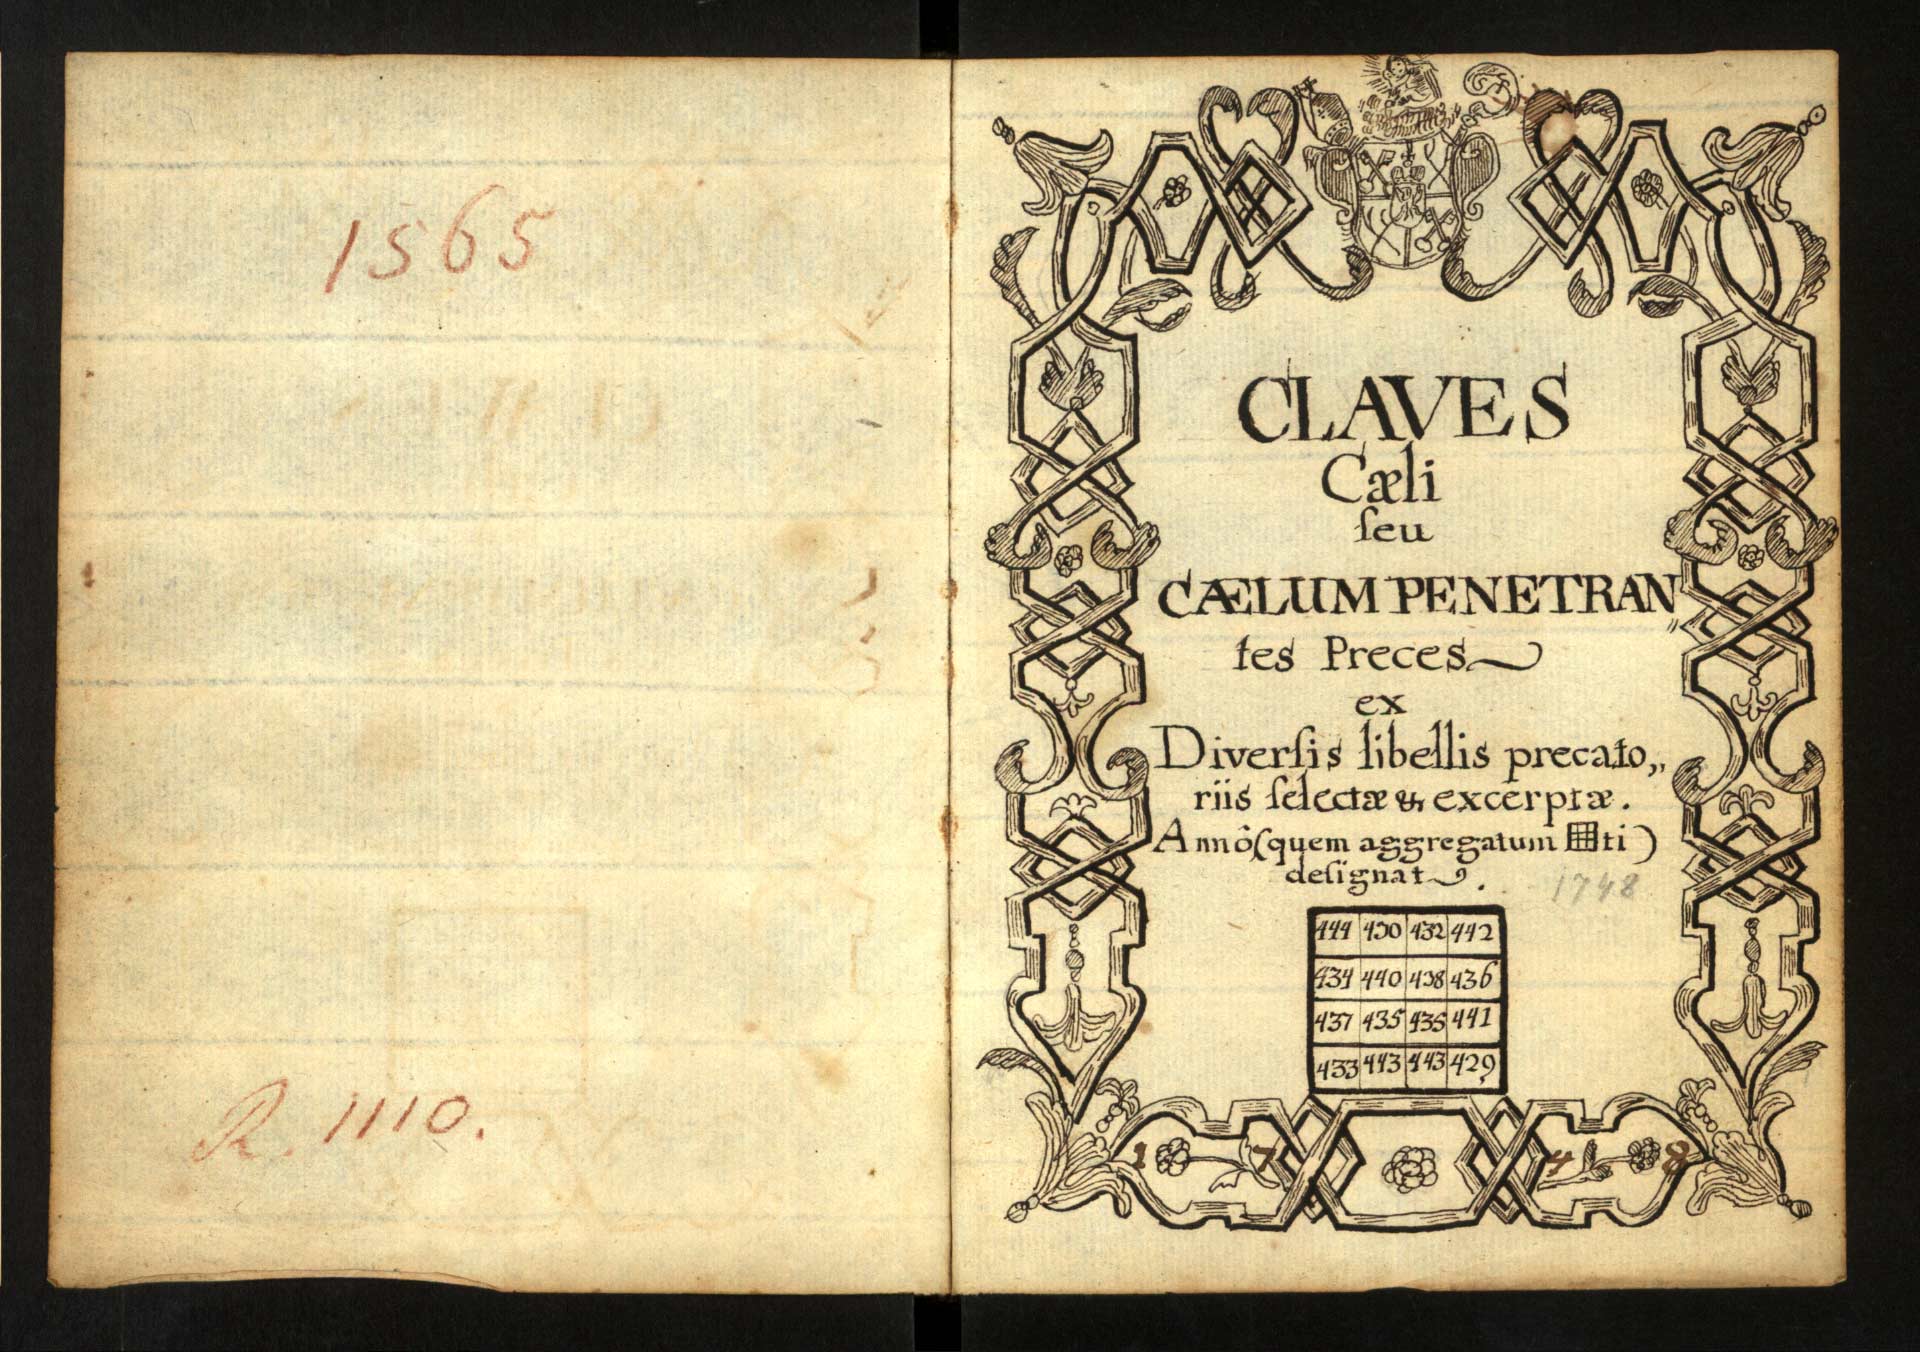 1565
R. 1110.
CLAVES
Cæli
ſeu
CÆLUM PENETRAN„
tes Preces
ex
Diverſis libellis precato„
riis ſelectæ & excerptæ.
Annô (quem aggregatum ti)
deſignat.
1748
444 430 432 442
434 440 438 436
437 435 435 441
433 443 443 429
1 7 4 8